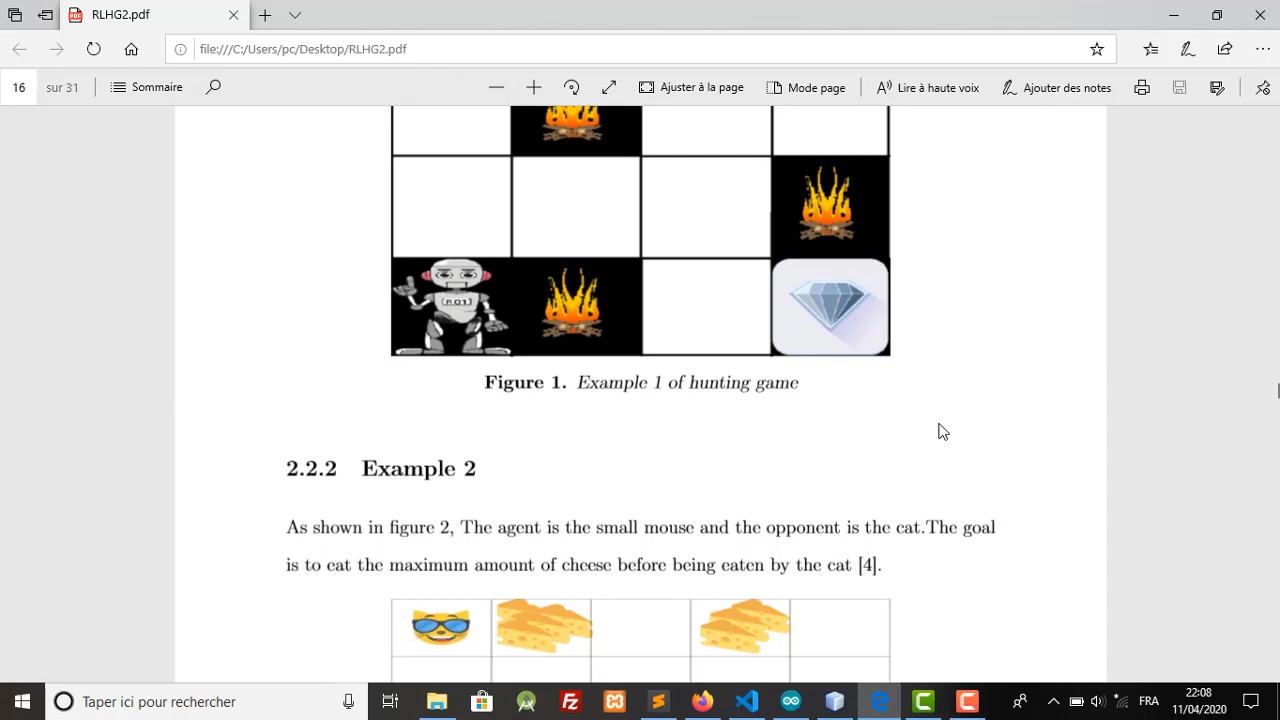 RLHG2.pdf
file:///C:/Users/pc/Desktop/RLHG2.pdf
16 sur 31 Sommaire Ajuster à la page Mode page Lire à haute voix Ajouter des notes
Figure 1. Example 1 of hunting game
2.2.2 Example 2
As shown in figure 2, The agent is the small mouse and the opponent is the cat.The goal
is to eat the maximum amount of cheese before being eaten by the cat [4].
Taper ici pour rechercher
FRA
22:08
11/04/2020